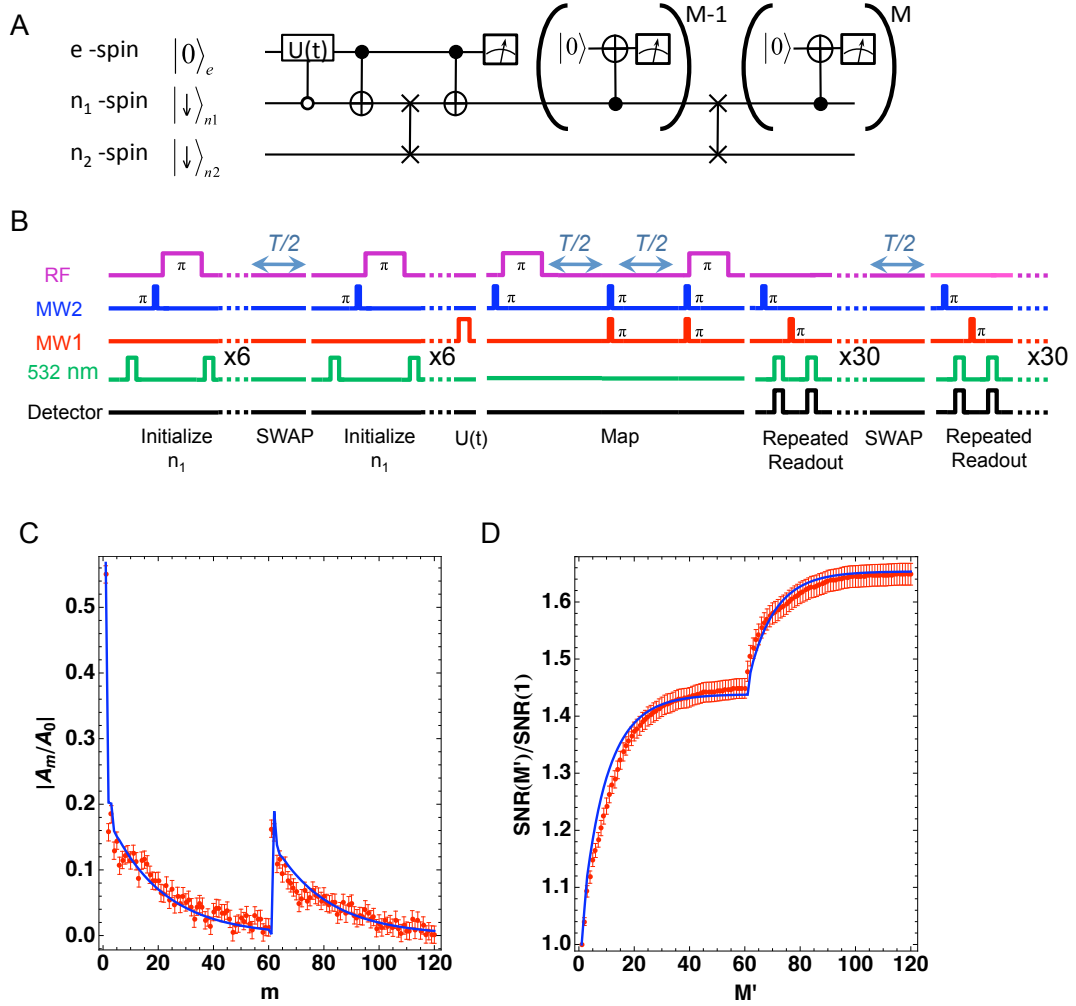 A
M-1
M
e -spin |0⟩e
U(t)
|0⟩
|0⟩
n1 -spin |↓⟩n1
n2 -spin |↓⟩n2
B
T/2 T/2 T/2 T/2
RF π π π π
MW2 π π π π π π π
MW1 π π π π
532 nm x6 x6 x30 x30
Detector
Initialize n1
SWAP
Initialize n1
U(t)
Map
Repeated Readout
SWAP
Repeated Readout
C
|Am/A0|
0.5
0.4
0.3
0.2
0.1
0.0
0 20 40 60 80 100 120
m
D
SNR(M')/SNR(1)
1.6
1.5
1.4
1.3
1.2
1.1
1.0
0 20 40 60 80 100 120
M'